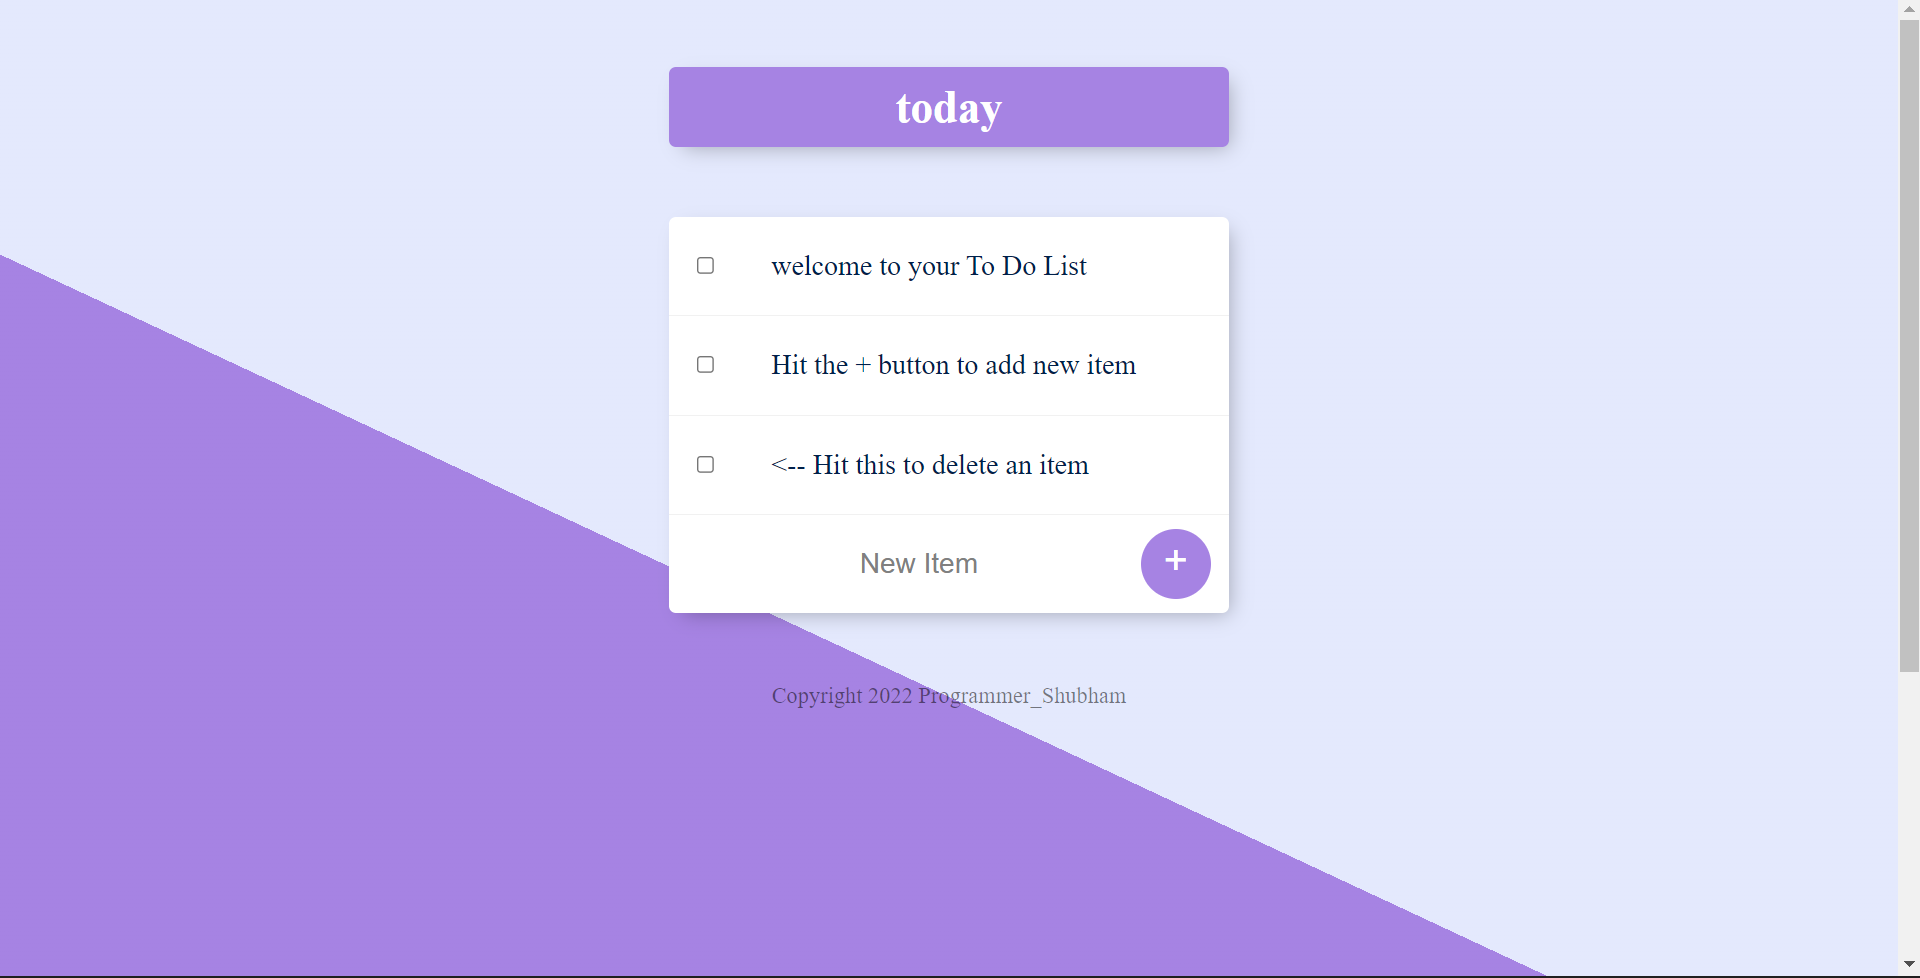 today
welcome to your To Do List
Hit the + button to add new item
<-- Hit this to delete an item
New Item
+
Copyright 2022 Programmer_Shubham